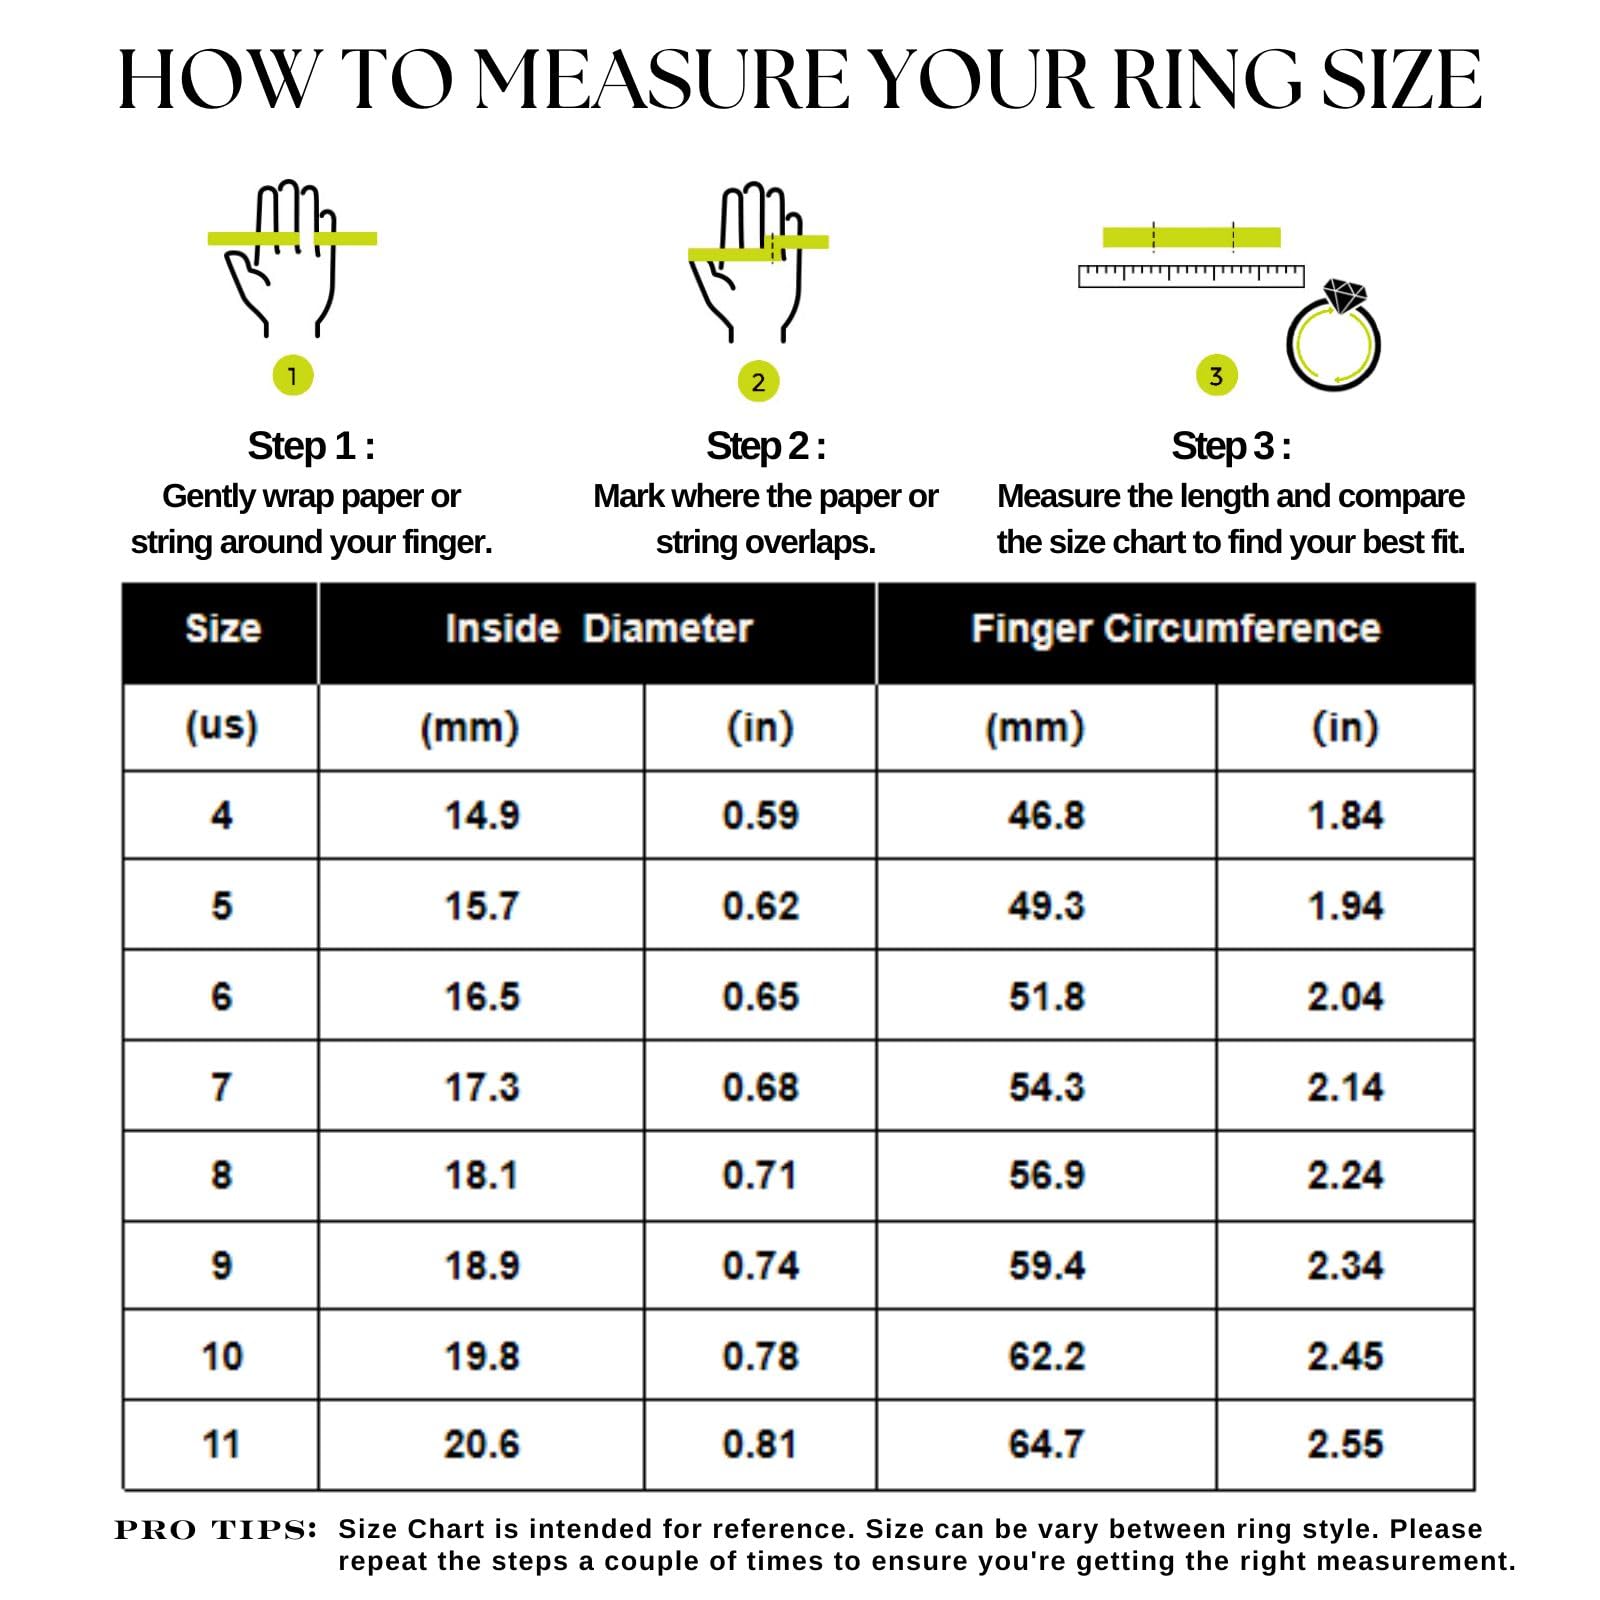 HOW TO MEASURE YOUR RING SIZE
1
2
3
Step 1 :
Gently wrap paper or
string around your finger.
Step 2 :
Mark where the paper or
string overlaps.
Step 3 :
Measure the length and compare
the size chart to find your best fit.
Size Inside Diameter Finger Circumference
(us) (mm) (in) (mm) (in)
4 14.9 0.59 46.8 1.84
5 15.7 0.62 49.3 1.94
6 16.5 0.65 51.8 2.04
7 17.3 0.68 54.3 2.14
8 18.1 0.71 56.9 2.24
9 18.9 0.74 59.4 2.34
10 19.8 0.78 62.2 2.45
11 20.6 0.81 64.7 2.55
PRO TIPS: Size Chart is intended for reference. Size can be vary between ring style. Please
repeat the steps a couple of times to ensure you're getting the right measurement.